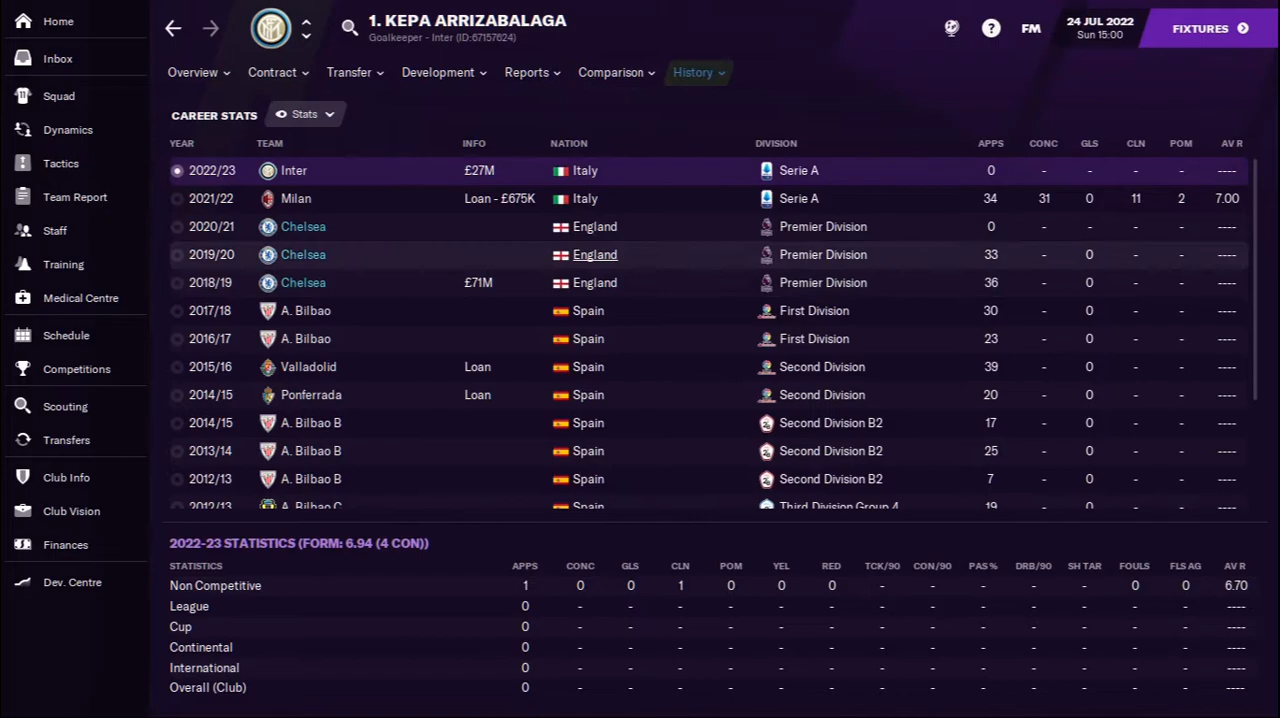 Home
Inbox
Squad
Dynamics
Tactics
Team Report
Staff
Training
Medical Centre
Schedule
Competitions
Scouting
Transfers
Club Info
Club Vision
Finances
Dev. Centre
1. KEPA ARRIZABALAGA
Goalkeeper - Inter (ID:67157624)
FM
24 JUL 2022
Sun 15:00
FIXTURES
Overview Contract Transfer Development Reports Comparison History
CAREER STATS Stats
YEAR TEAM INFO NATION DIVISION APPS CONC GLS CLN POM AV R
2022/23 Inter £27M Italy Serie A 0 - - - - ----
2021/22 Milan Loan - £675K Italy Serie A 34 31 0 11 2 7.00
2020/21 Chelsea England Premier Division 0 - 0 - - ----
2019/20 Chelsea England Premier Division 33 - 0 - - ----
2018/19 Chelsea £71M England Premier Division 36 - 0 - - ----
2017/18 A. Bilbao Spain First Division 30 - 0 - - ----
2016/17 A. Bilbao Spain First Division 23 - 0 - - ----
2015/16 Valladolid Loan Spain Second Division 39 - 0 - - ----
2014/15 Ponferrada Loan Spain Second Division 20 - 0 - - ----
2014/15 A. Bilbao B Spain Second Division B2 17 - 0 - - ----
2013/14 A. Bilbao B Spain Second Division B2 25 - 0 - - ----
2012/13 A. Bilbao B Spain Second Division B2 7 - 0 - - ----
2012/13 A. Bilbao C Spain Third Division Group 4 19 - 0 - - ----
2022-23 STATISTICS (FORM: 6.94 (4 CON))
STATISTICS APPS CONC GLS CLN POM YEL RED TCK/90 CON/90 PAS % DRB/90 SH TAR FOULS FLS AG AV R
Non Competitive 1 0 0 1 0 0 0 - - - - - 0 0 6.70
League 0 - - - - - - - - - - - - - ----
Cup 0 - - - - - - - - - - - - - ----
Continental 0 - - - - - - - - - - - - - ----
International 0 - - - - - - - - - - - - - ----
Overall (Club) 0 - - - - - - - - - - - - - ----